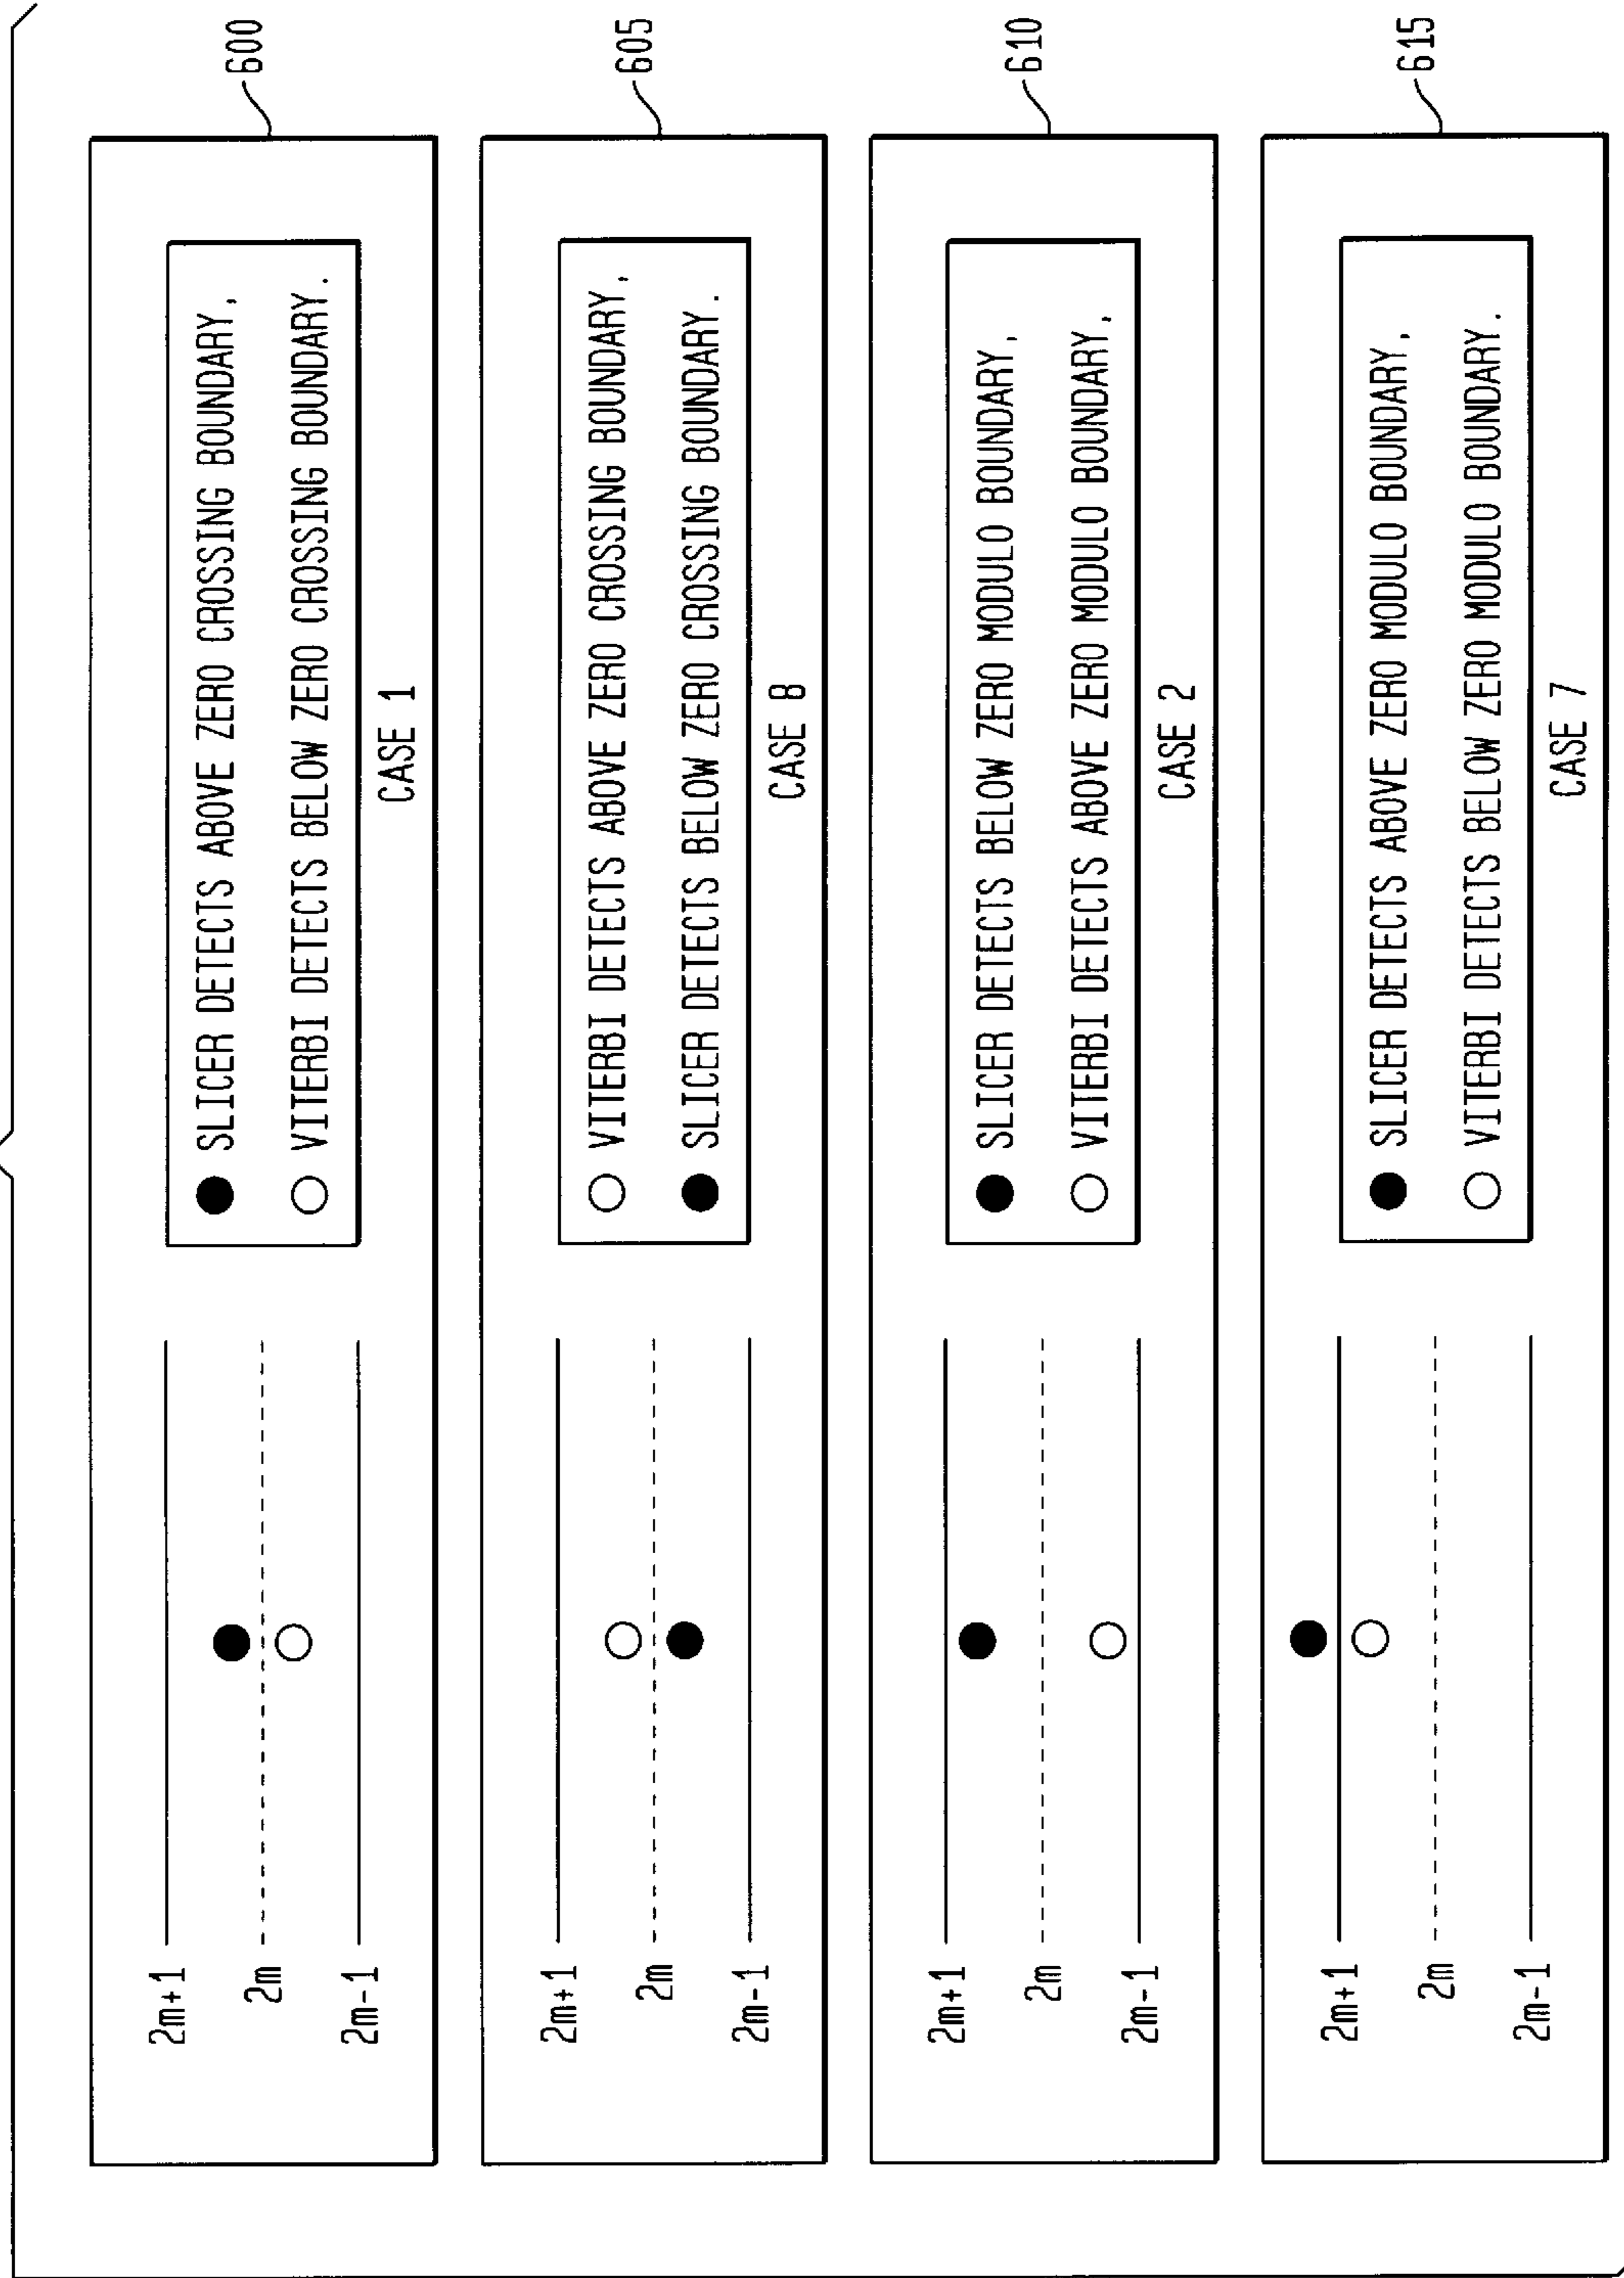 600
2m+1
2m
2m-1
SLICER DETECTS ABOVE ZERO CROSSING BOUNDARY,
VITERBI DETECTS BELOW ZERO CROSSING BOUNDARY.
CASE 1
605
2m+1
2m
2m-1
VITERBI DETECTS ABOVE ZERO CROSSING BOUNDARY,
SLICER DETECTS BELOW ZERO CROSSING BOUNDARY.
CASE 8
610
2m+1
2m
2m-1
SLICER DETECTS BELOW ZERO MODULO BOUNDARY,
VITERBI DETECTS ABOVE ZERO MODULO BOUNDARY,
CASE 2
615
2m+1
2m
2m-1
SLICER DETECTS ABOVE ZERO MODULO BOUNDARY,
VITERBI DETECTS BELOW ZERO MODULO BOUNDARY.
CASE 7